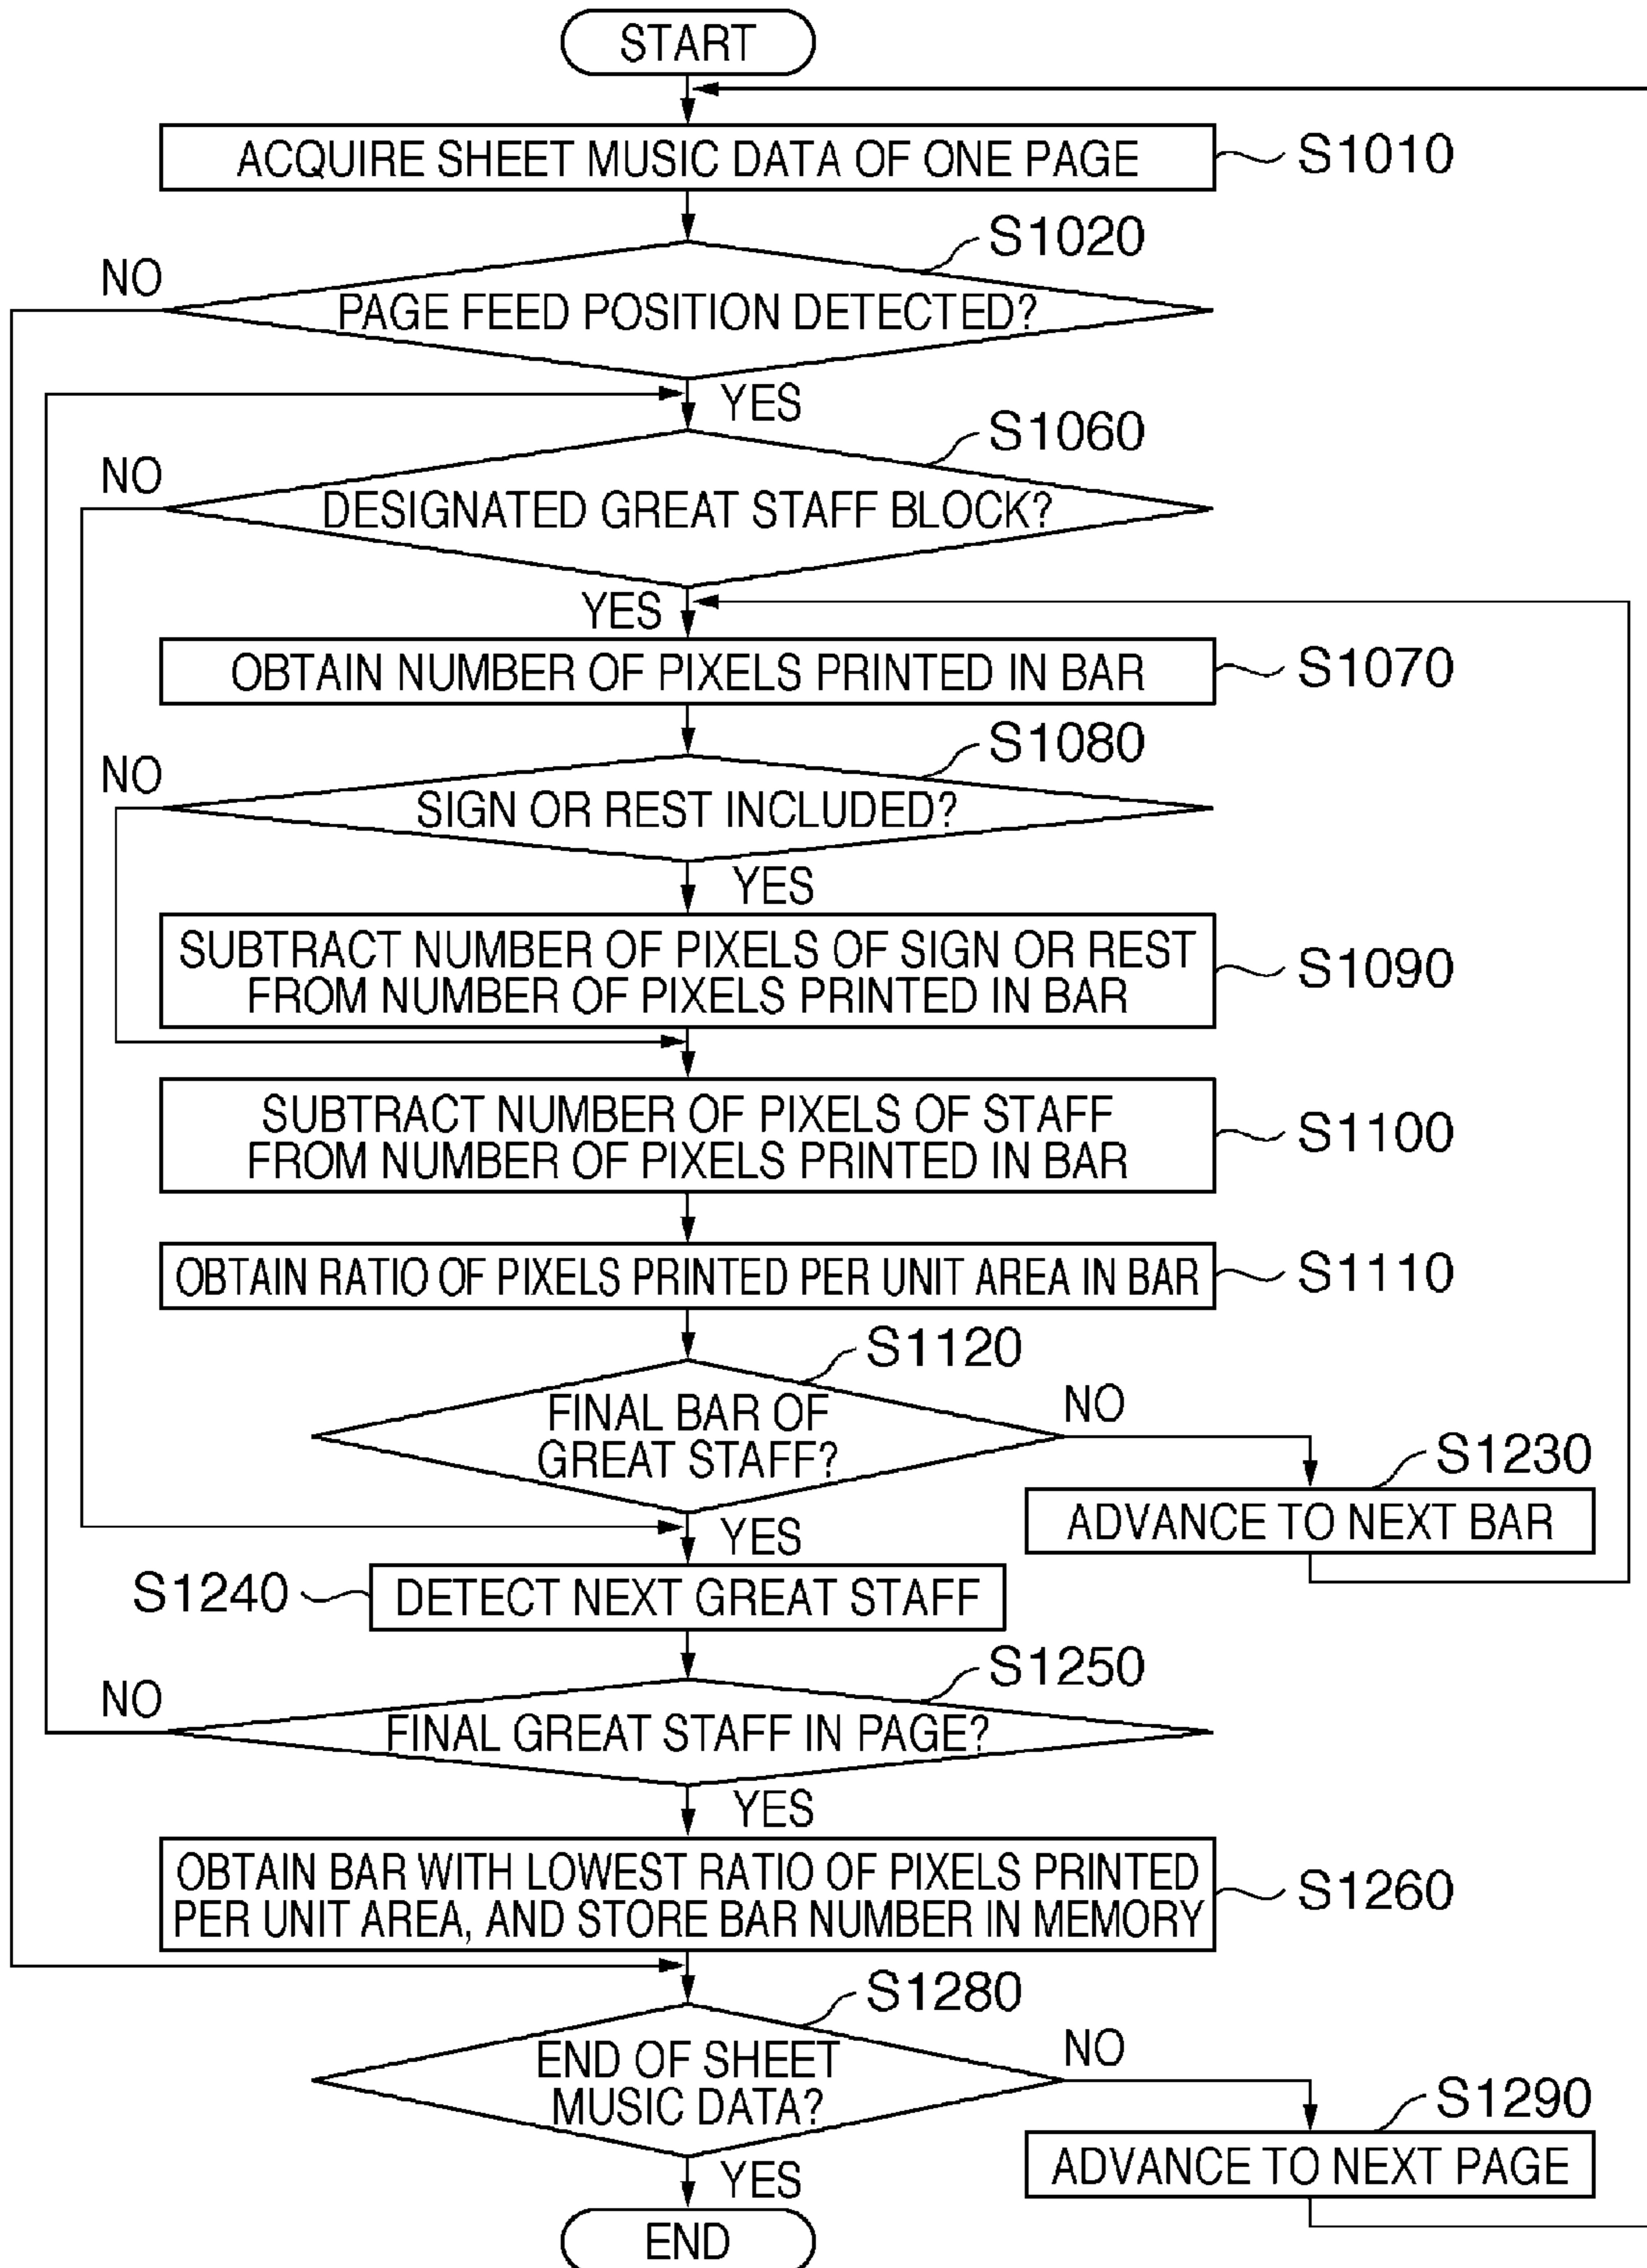 START
ACQUIRE SHEET MUSIC DATA OF ONE PAGE
S1010
S1020
NO
PAGE FEED POSITION DETECTED?
YES
S1060
NO
DESIGNATED GREAT STAFF BLOCK?
YES
OBTAIN NUMBER OF PIXELS PRINTED IN BAR
S1070
S1080
NO
SIGN OR REST INCLUDED?
YES
SUBTRACT NUMBER OF PIXELS OF SIGN OR REST
FROM NUMBER OF PIXELS PRINTED IN BAR
S1090
SUBTRACT NUMBER OF PIXELS OF STAFF
FROM NUMBER OF PIXELS PRINTED IN BAR
S1100
OBTAIN RATIO OF PIXELS PRINTED PER UNIT AREA IN BAR
S1110
S1120
FINAL BAR OF
GREAT STAFF?
NO
S1230
ADVANCE TO NEXT BAR
YES
S1240
DETECT NEXT GREAT STAFF
S1250
NO
FINAL GREAT STAFF IN PAGE?
YES
OBTAIN BAR WITH LOWEST RATIO OF PIXELS PRINTED
PER UNIT AREA, AND STORE BAR NUMBER IN MEMORY
S1260
S1280
END OF SHEET
MUSIC DATA?
NO
S1290
ADVANCE TO NEXT PAGE
YES
END